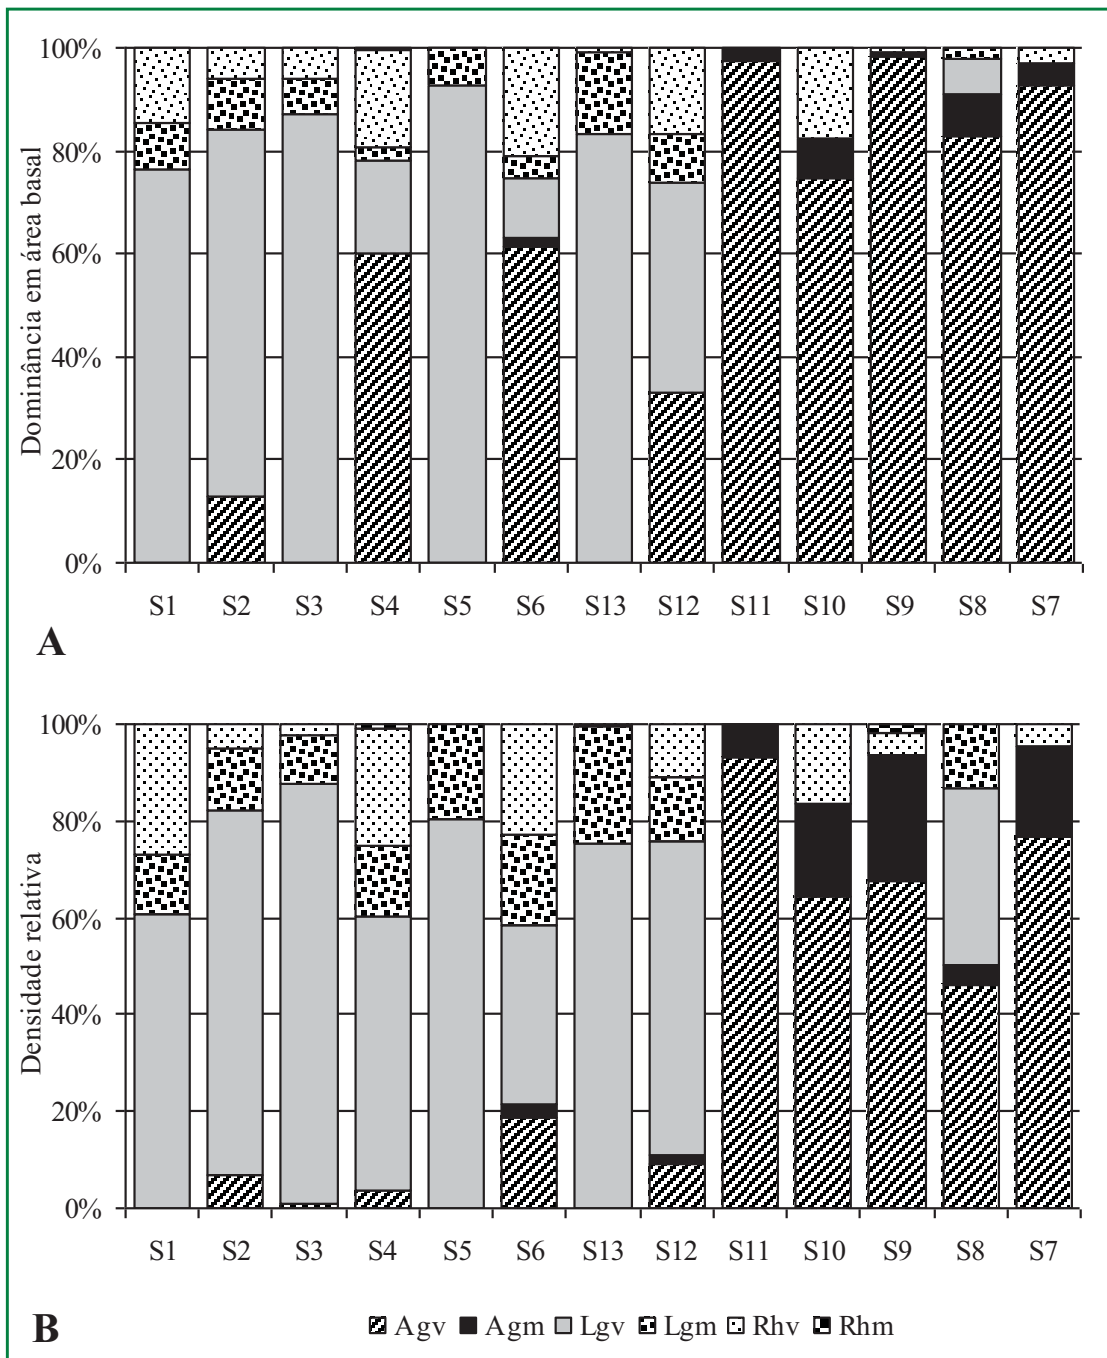 100%
80%
60%
40%
20%
0%
Dominância em área basal
S1 S2 S3 S4 S5 S6 S13 S12 S11 S10 S9 S8 S7
A
100%
80%
60%
40%
20%
0%
Densidade relativa
S1 S2 S3 S4 S5 S6 S13 S12 S11 S10 S9 S8 S7
B
Agv Agm Lgv Lgm Rhv Rhm